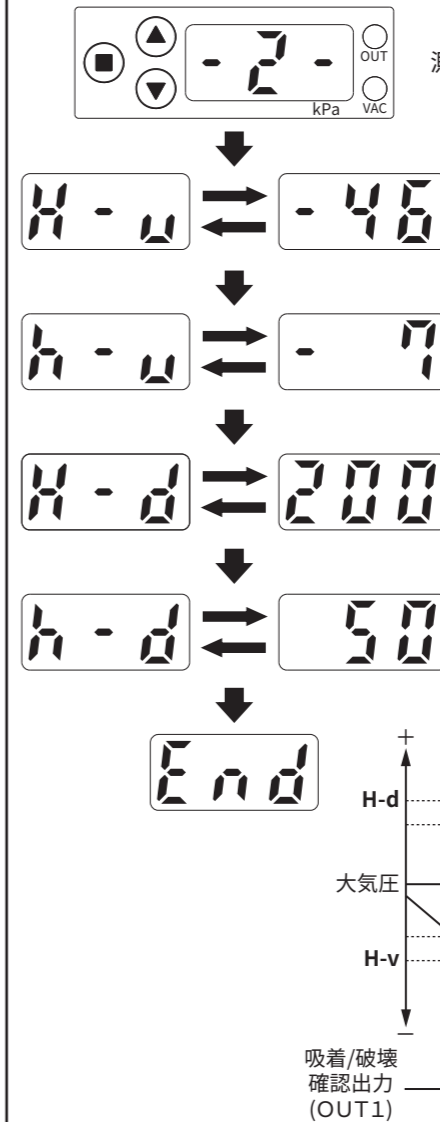 - 2 -
OUT
kPa
VAC
H - u
- 46
h - u
- 7
H - d
200
h - d
50
End
+
H-d
大気圧
H-v
−
吸着/破壊
確認出力
(OUT1)